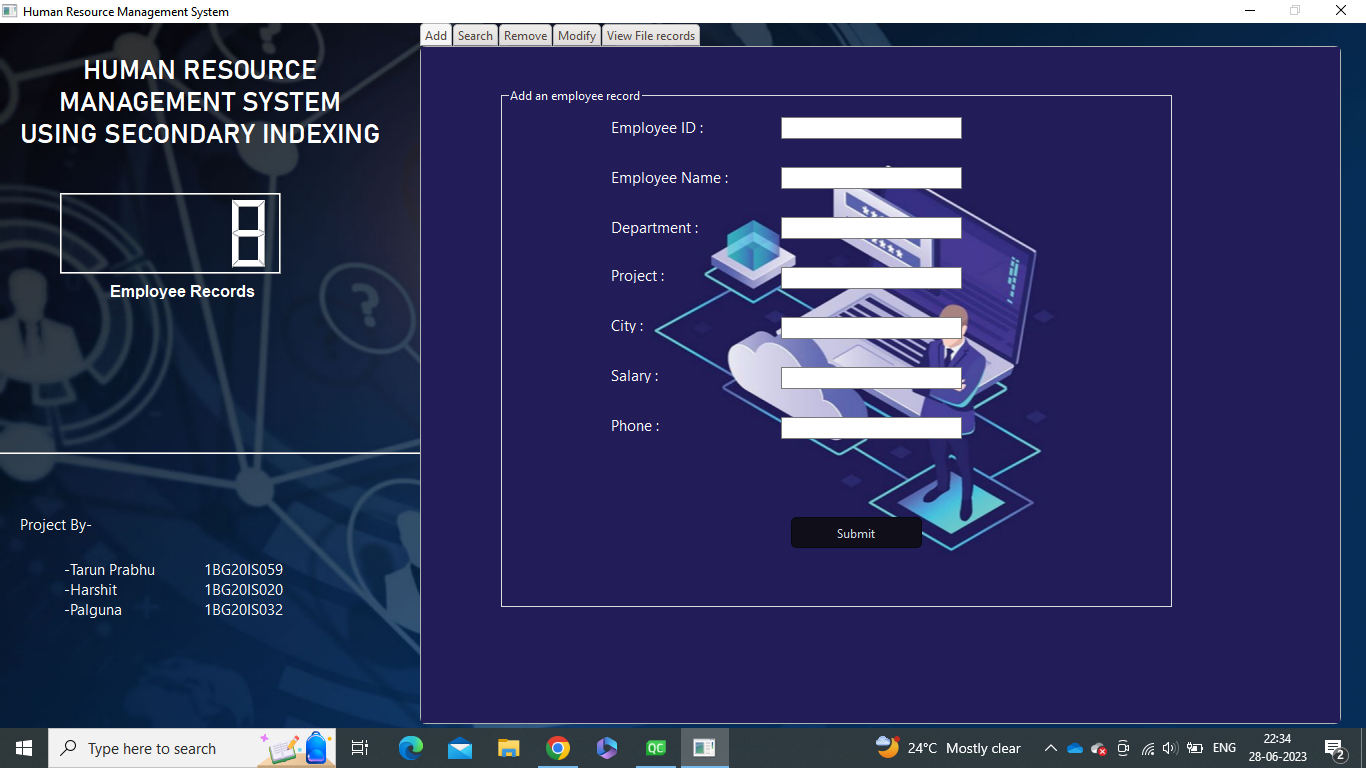 Human Resource Management System
Add
Search
Remove
Modify
View File records
HUMAN RESOURCE
MANAGEMENT SYSTEM
USING SECONDARY INDEXING
8
Employee Records
Project By-
-Tarun Prabhu 1BG20IS059
-Harshit 1BG20IS020
-Palguna 1BG20IS032
Add an employee record
Employee ID :
Employee Name :
Department :
Project :
City :
Salary :
Phone :
Submit
Type here to search
QC
24°C Mostly clear
ENG
22:34
28-06-2023
2